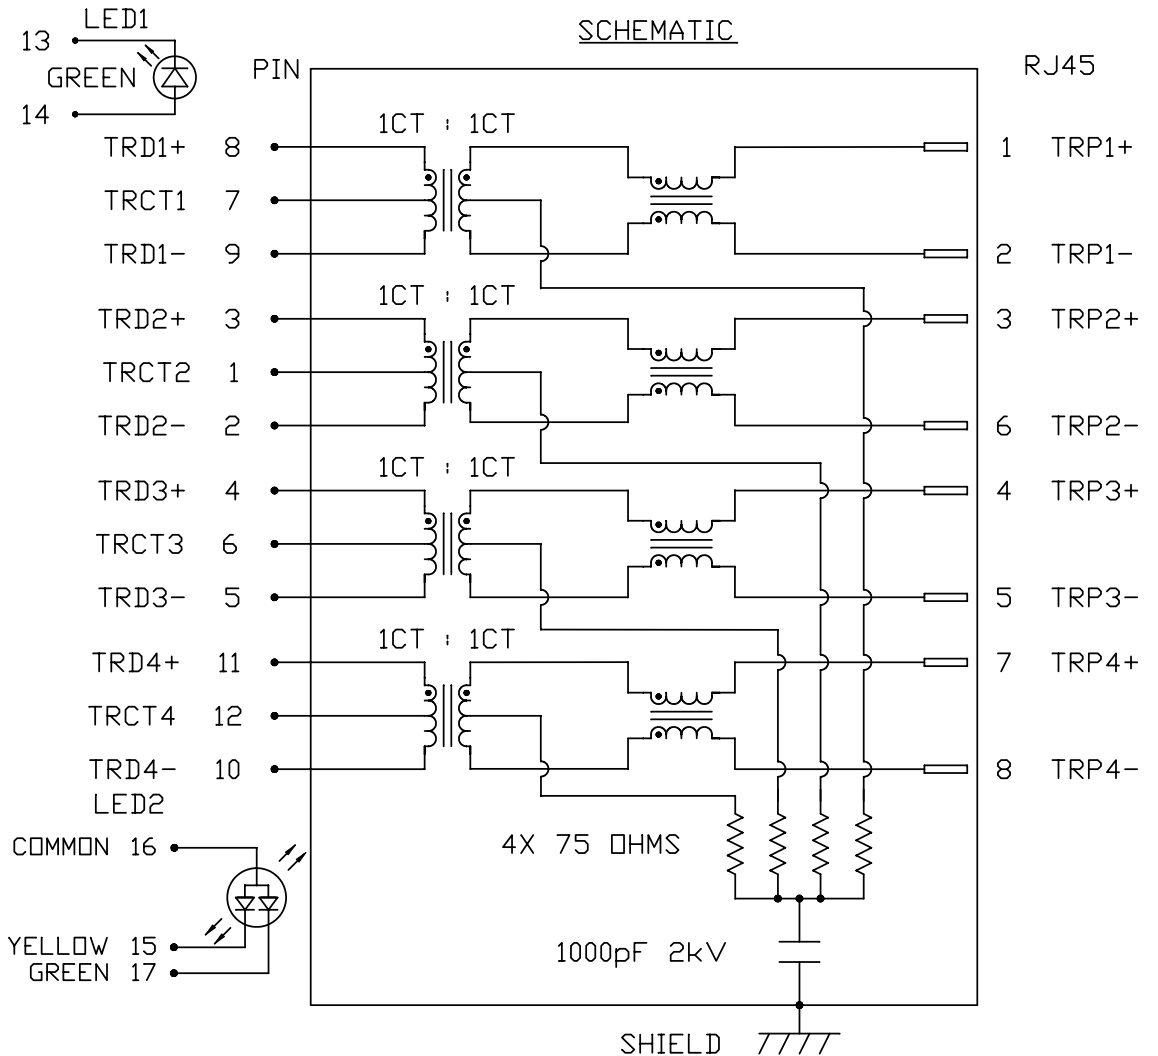 LED1
SCHEMATIC
13
GREEN
14
PIN
RJ45
1CT : 1CT
TRD1+ 8
1 TRP1+
TRCT1 7
TRD1- 9
2 TRP1-
1CT : 1CT
TRD2+ 3
3 TRP2+
TRCT2 1
TRD2- 2
6 TRP2-
1CT : 1CT
TRD3+ 4
4 TRP3+
TRCT3 6
TRD3- 5
5 TRP3-
1CT : 1CT
TRD4+ 11
7 TRP4+
TRCT4 12
TRD4- 10
8 TRP4-
LED2
COMMON 16
4X 75 OHMS
YELLOW 15
GREEN 17
1000pF 2kV
SHIELD